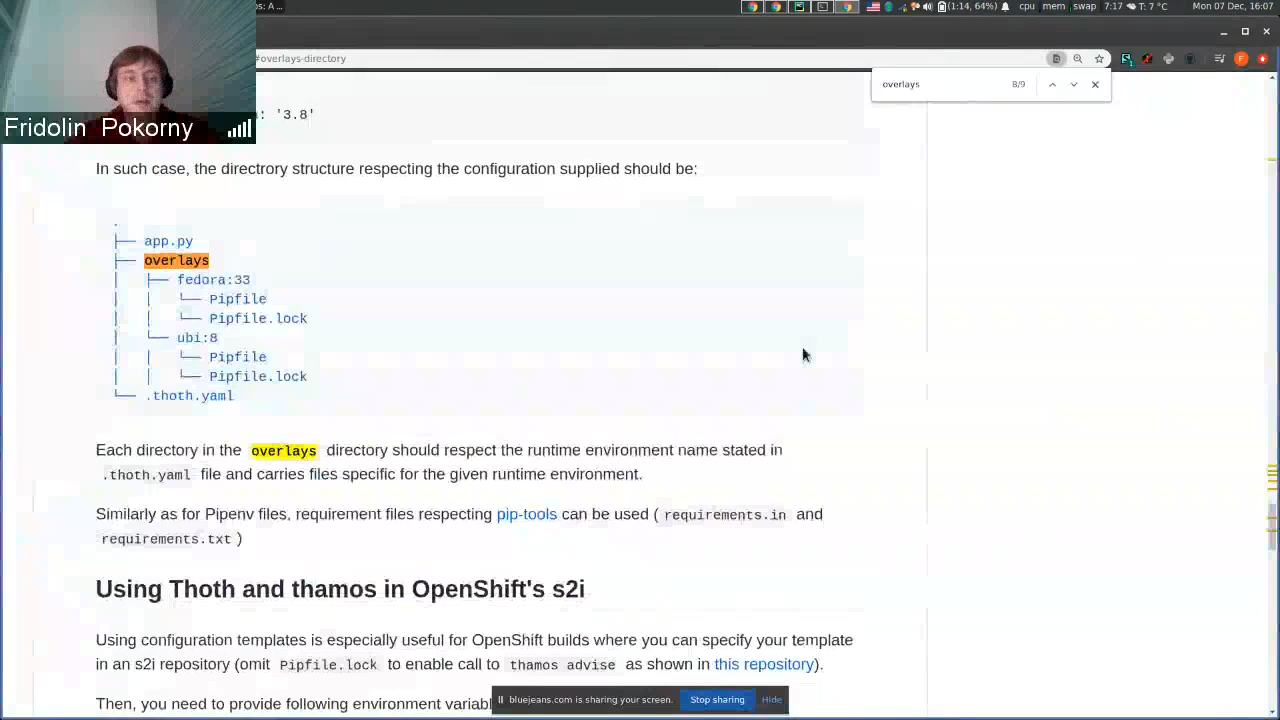 os: A ...
(1:14, 64%) cpu mem swap 7:17 T: 7 °C Mon 07 Dec, 16:07
#overlays-directory
overlays 8/9
Fridolin Pokorny
: '3.8'
In such case, the directrory structure respecting the configuration supplied should be:
.
├── app.py
├── overlays
│   ├── fedora:33
│   │   └── Pipfile
│   │   └── Pipfile.lock
│   └── ubi:8
│   │   └── Pipfile
│   │   └── Pipfile.lock
└── .thoth.yaml
Each directory in the overlays directory should respect the runtime environment name stated in
.thoth.yaml file and carries files specific for the given runtime environment.
Similarly as for Pipenv files, requirement files respecting pip-tools can be used ( requirements.in and
requirements.txt )
Using Thoth and thamos in OpenShift's s2i
Using configuration templates is especially useful for OpenShift builds where you can specify your template
in an s2i repository (omit Pipfile.lock to enable call to thamos advise as shown in this repository).
Then, you need to provide following environment variabl
bluejeans.com is sharing your screen. Stop sharing Hide